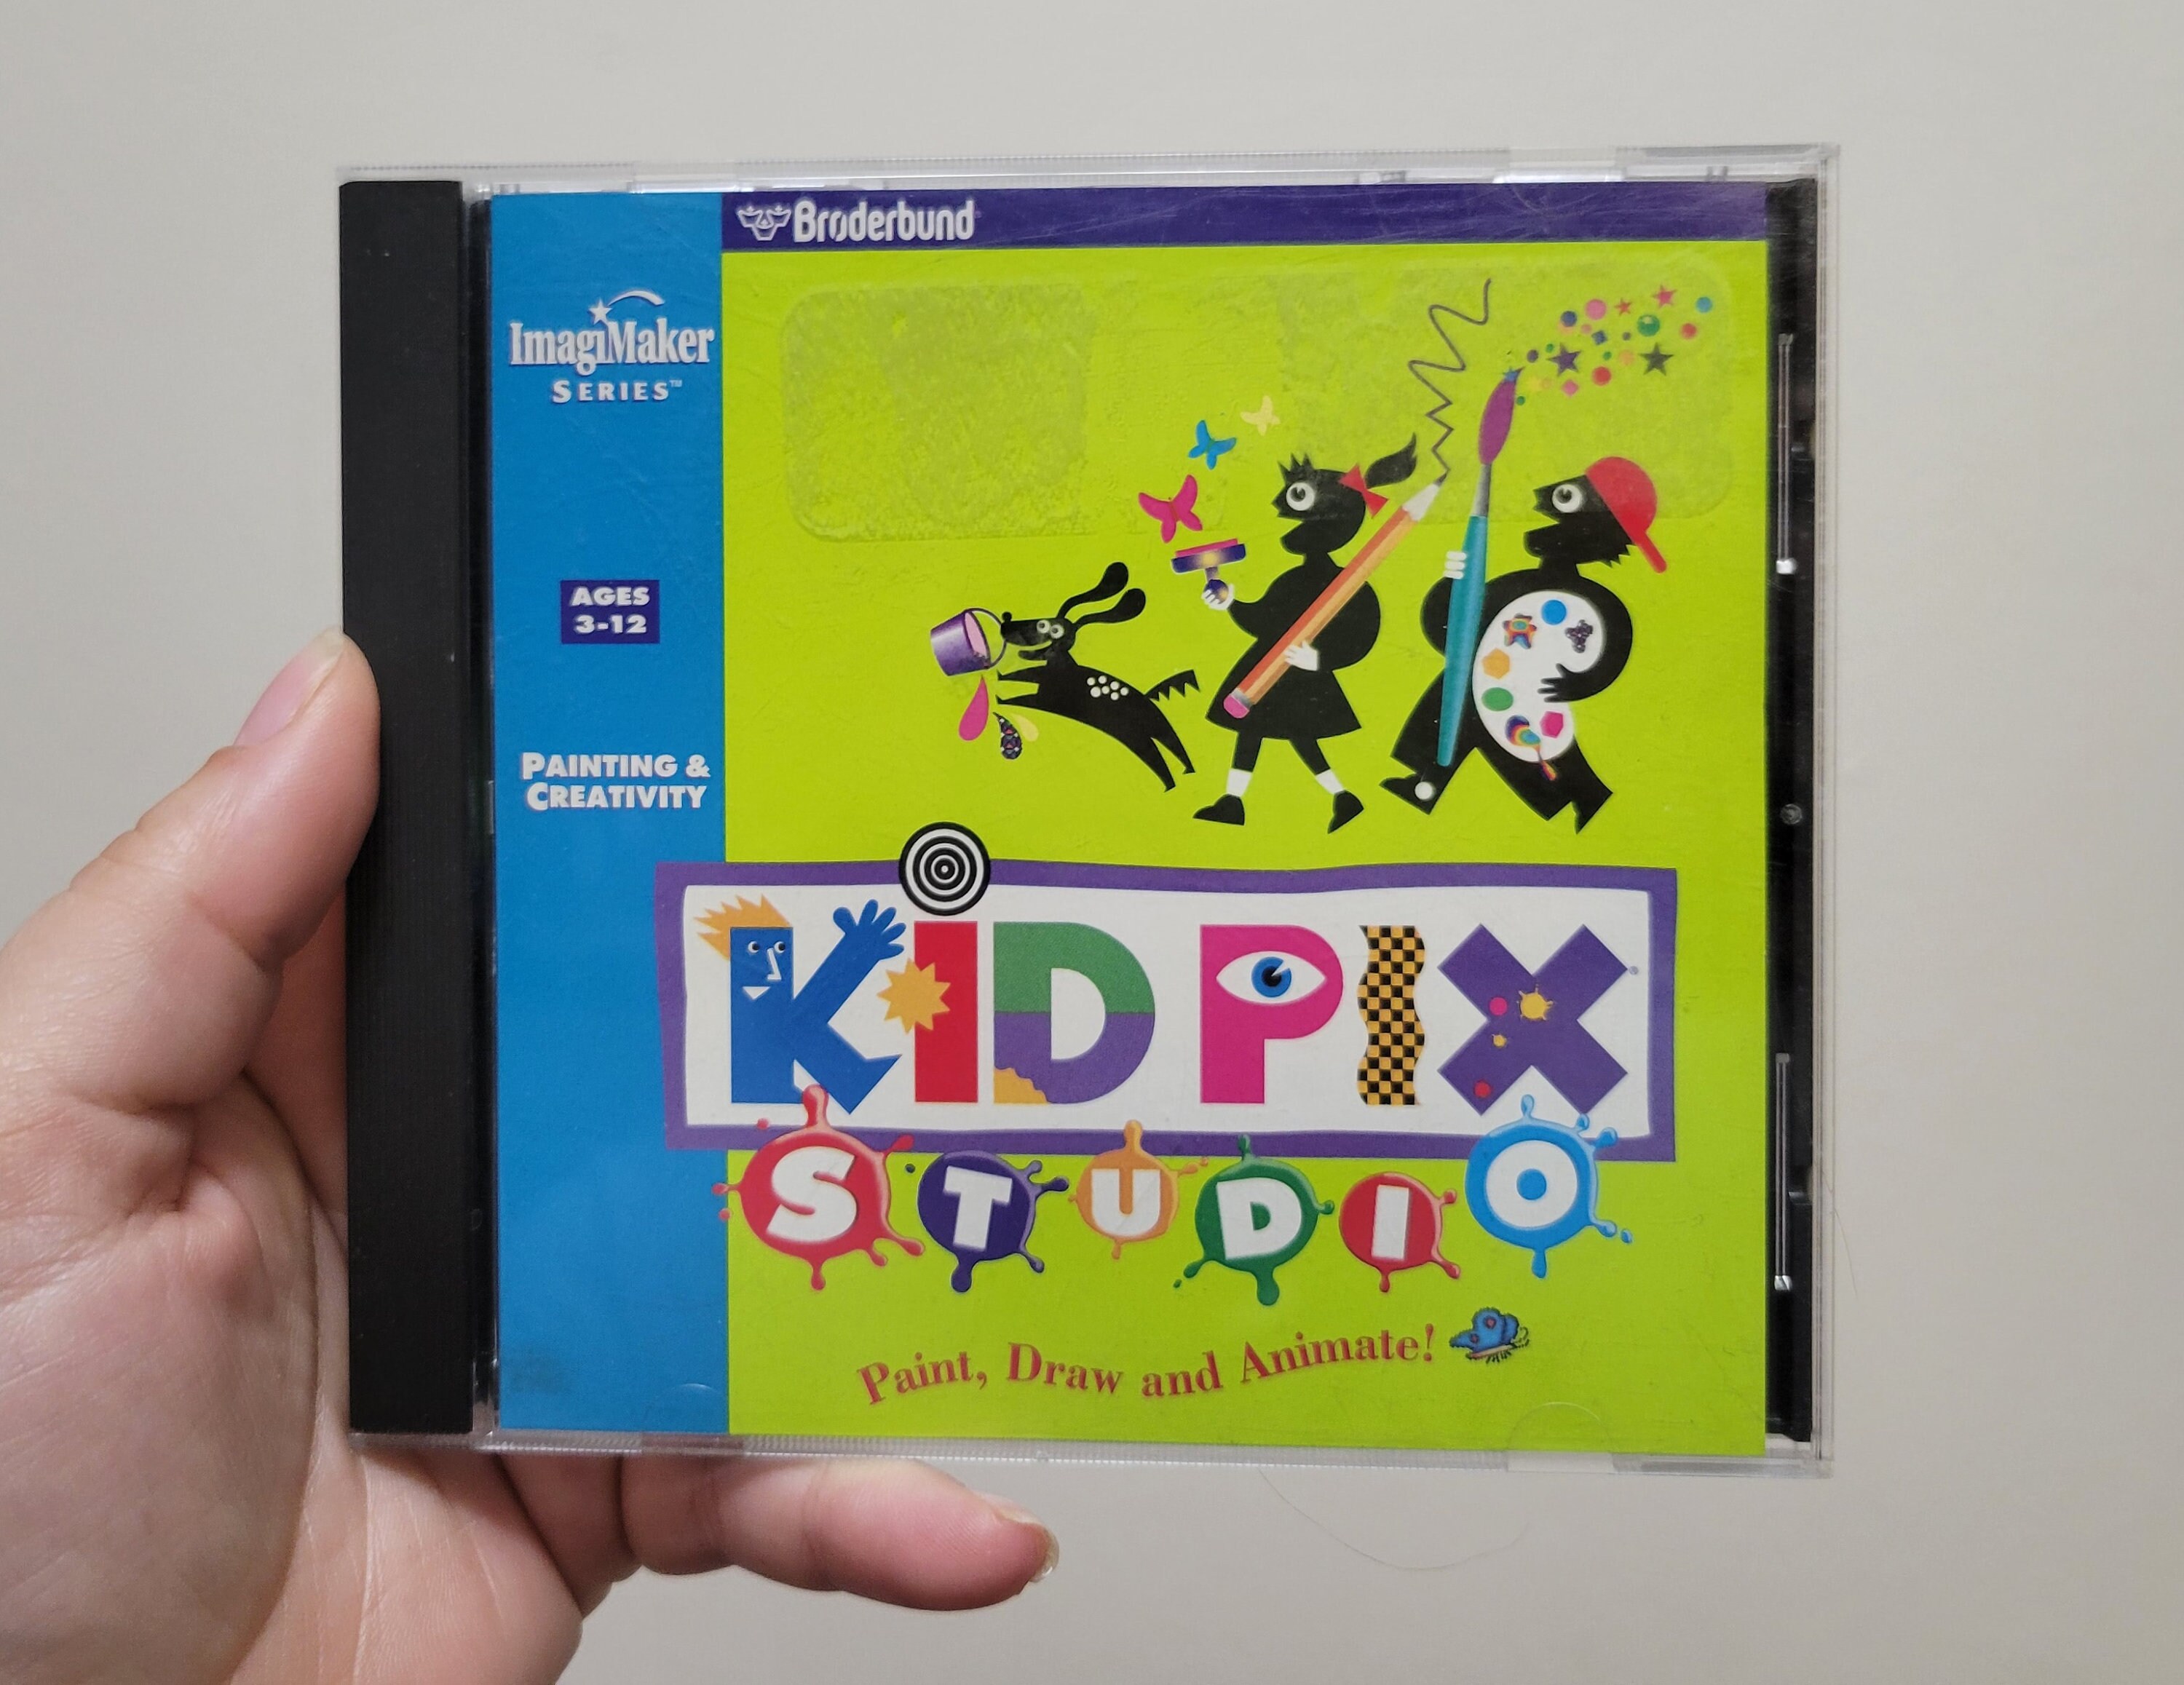 Brøderbund
ImagiMaker
SERIES™
AGES
3-12
PAINTING &
CREATIVITY
KID PIX®
STUDIO
Paint, Draw and Animate!